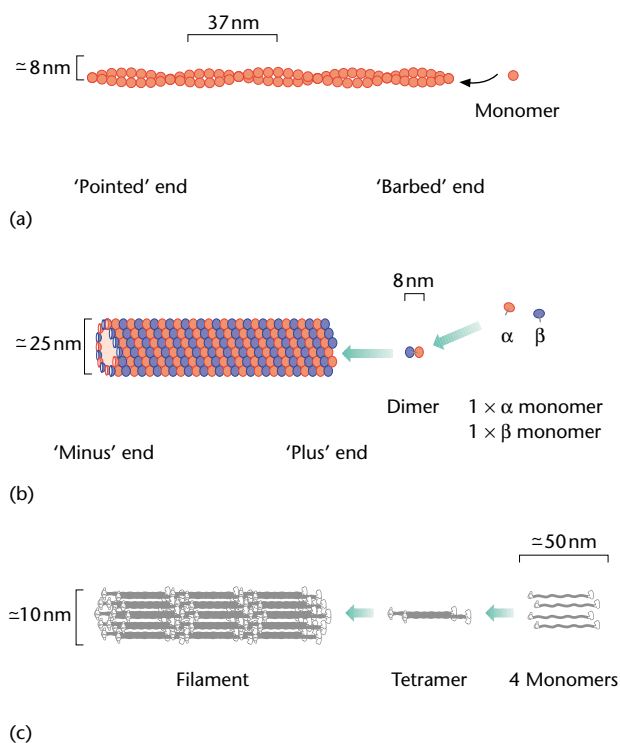 37 nm
≃8 nm
Monomer
‘Pointed’ end
‘Barbed’ end
(a)
8 nm
≃25 nm
α
β
Dimer
1 × α monomer
1 × β monomer
‘Minus’ end
‘Plus’ end
(b)
≃50 nm
≃10 nm
Filament
Tetramer
4 Monomers
(c)